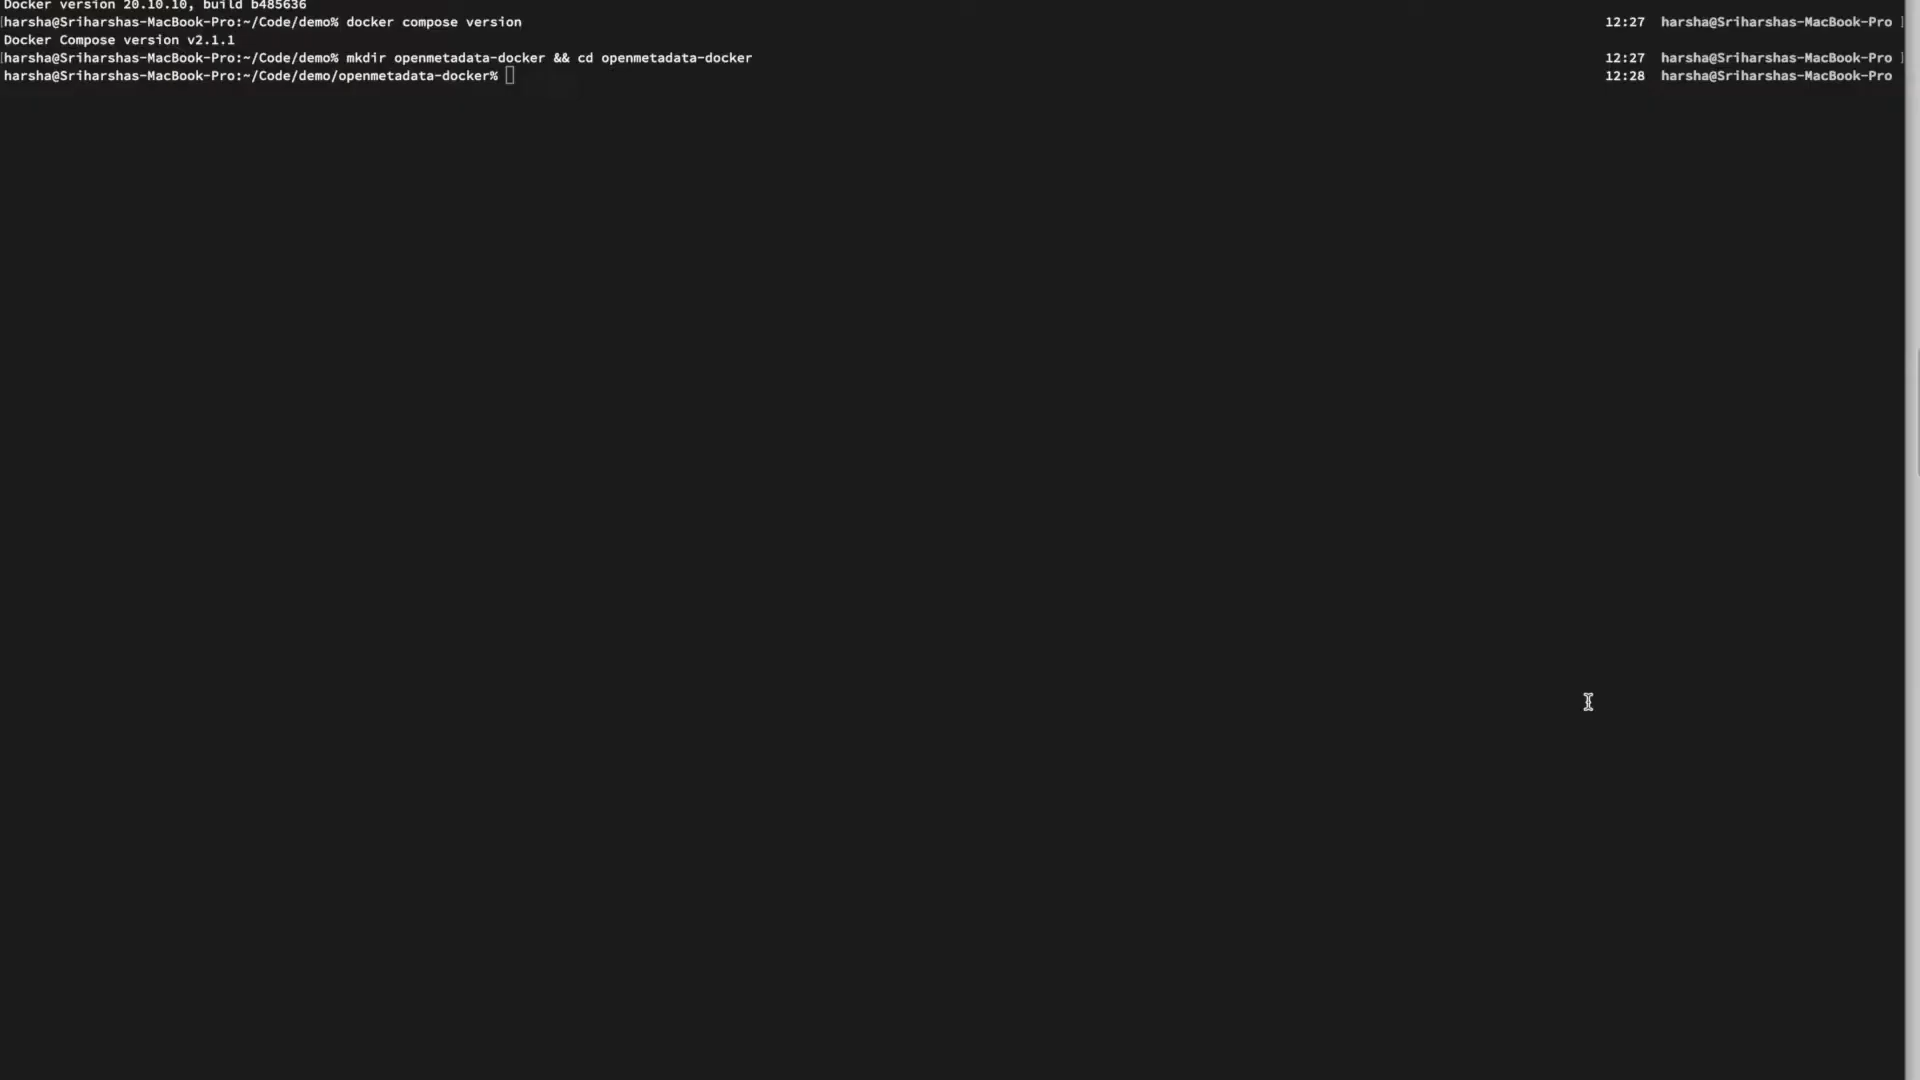 Docker version 20.10.10, build b485636
harsha@Sriharshas-MacBook-Pro:~/Code/demo% docker compose version 12:27 harsha@Sriharshas-MacBook-Pro
Docker Compose version v2.1.1
harsha@Sriharshas-MacBook-Pro:~/Code/demo% mkdir openmetadata-docker && cd openmetadata-docker 12:27 harsha@Sriharshas-MacBook-Pro
harsha@Sriharshas-MacBook-Pro:~/Code/demo/openmetadata-docker% 12:28 harsha@Sriharshas-MacBook-Pro